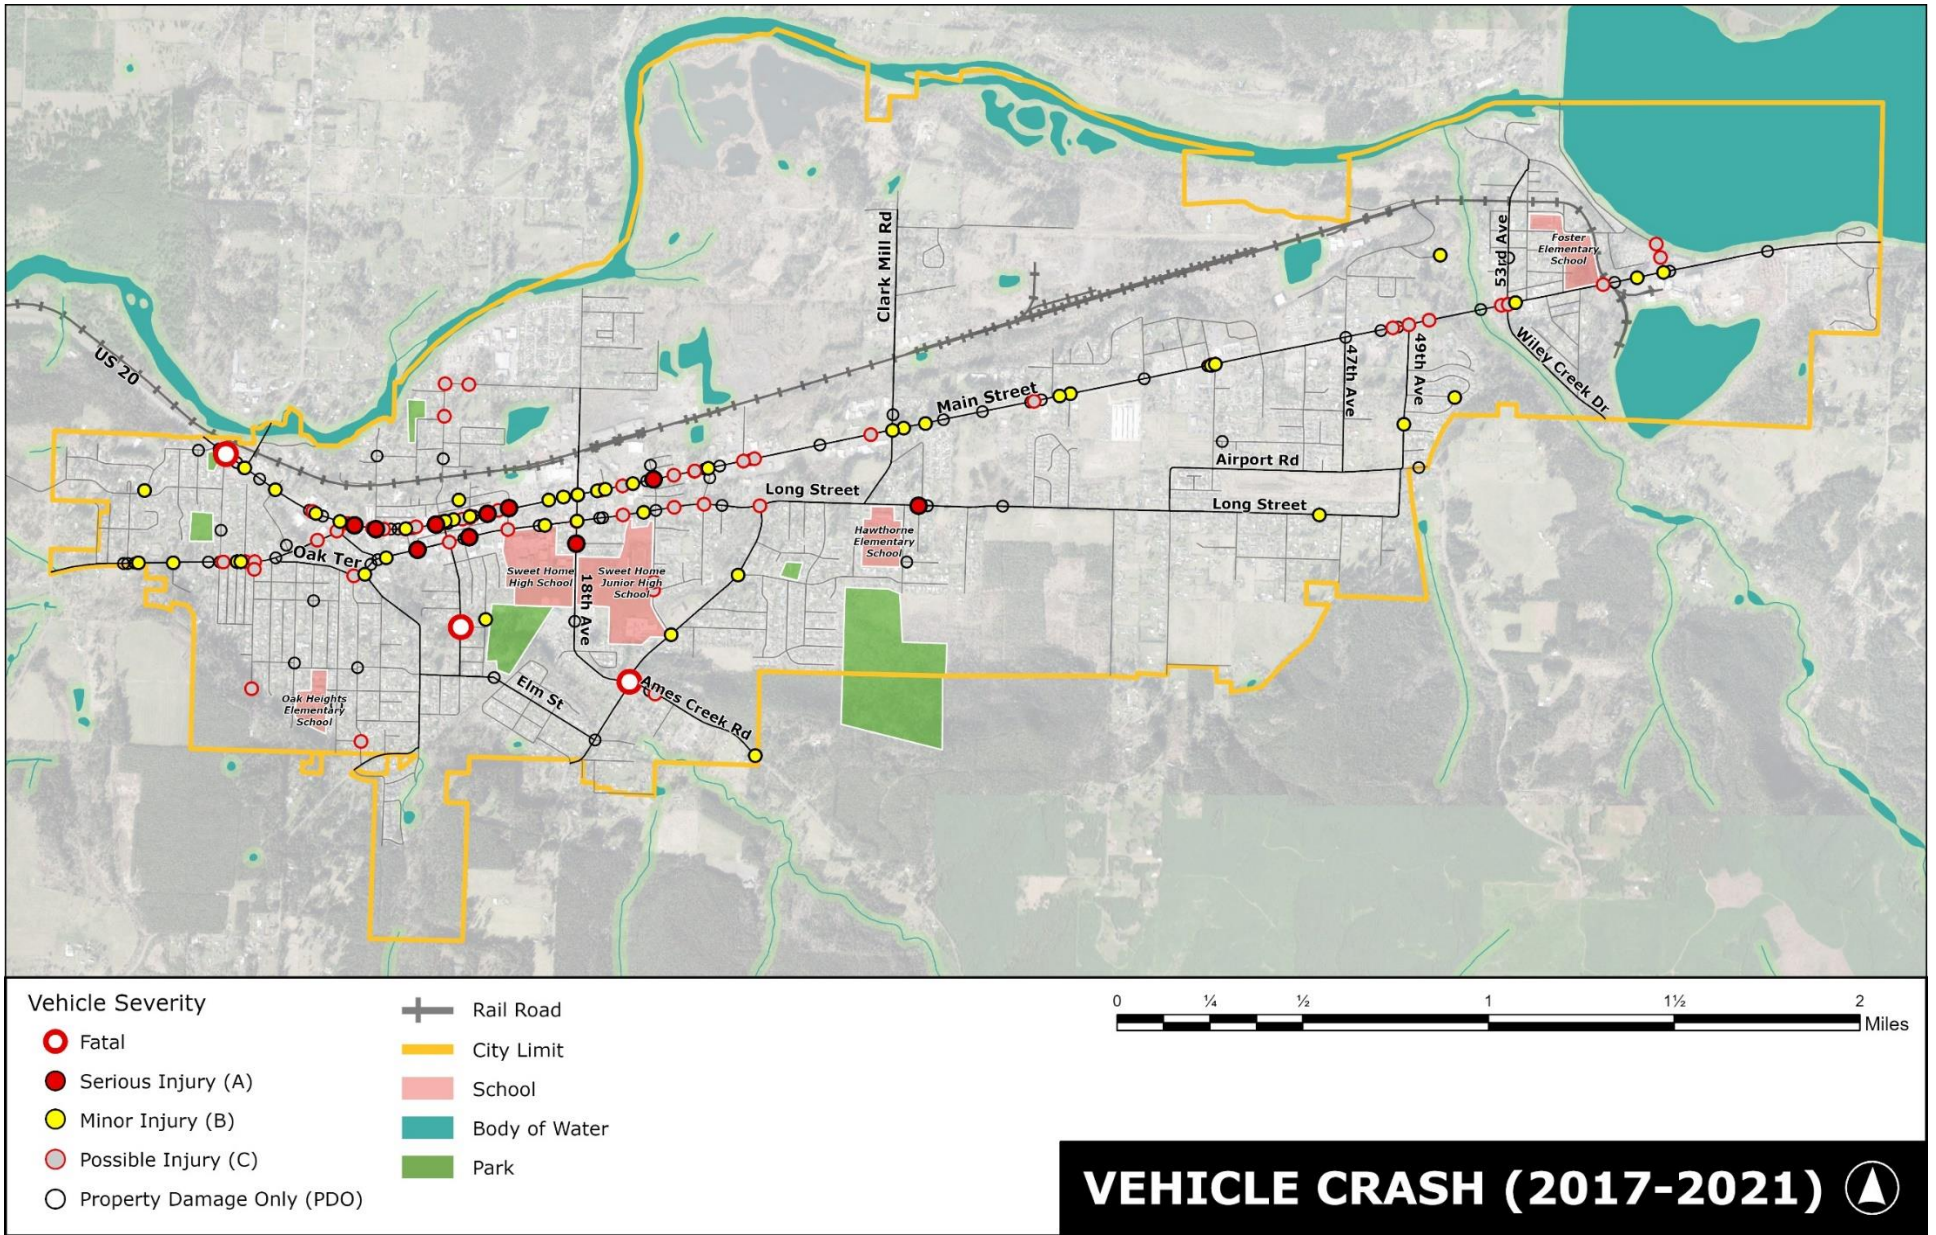 Clark Mill Rd
53rd Ave
Foster
Elementary
School
US 20
Wiley Creek Dr
47th Ave
49th Ave
Main Street
Airport Rd
Long Street
Long Street
Hawthorne
Elementary
School
Oak Ter
Sweet Home
High School
18th Ave
Sweet Home
Junior High
School
Elm St
Ames Creek Rd
Oak Heights
Elementary
School
Vehicle Severity
Fatal
Serious Injury (A)
Minor Injury (B)
Possible Injury (C)
Property Damage Only (PDO)
Rail Road
City Limit
School
Body of Water
Park
0 ¼ ½ 1 1½ 2
Miles
VEHICLE CRASH (2017-2021)